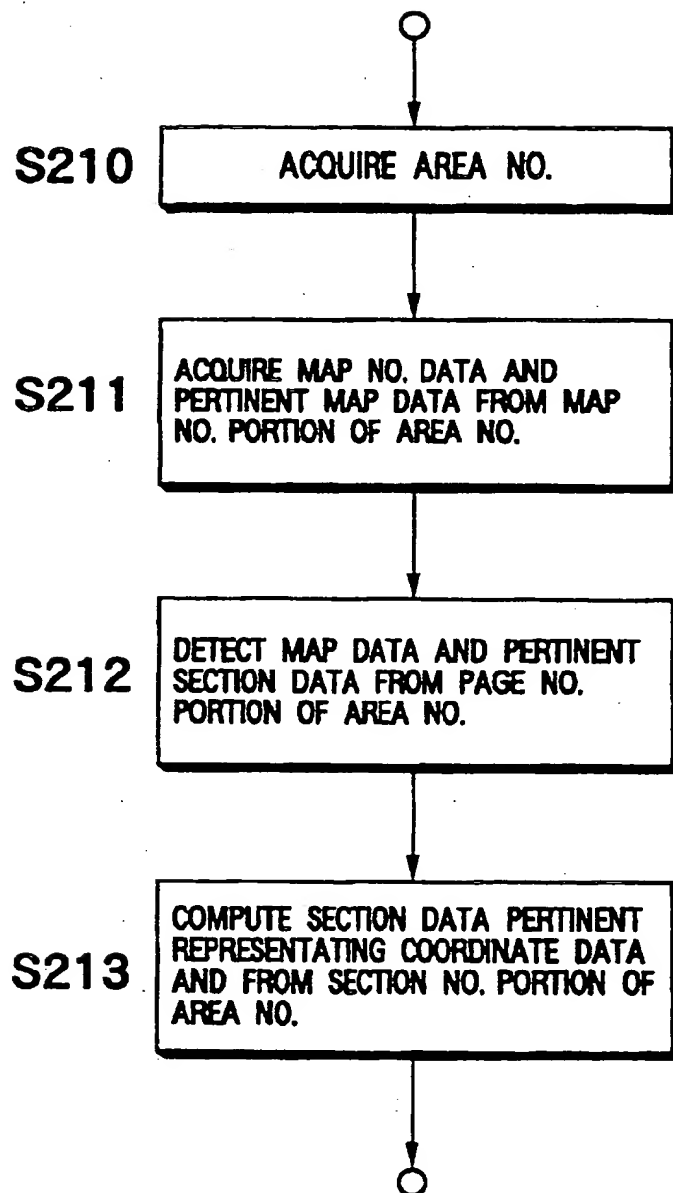 S210
ACQUIRE AREA NO.
S211
ACQUIRE MAP NO. DATA AND
PERTINENT MAP DATA FROM MAP
NO. PORTION OF AREA NO.
S212
DETECT MAP DATA AND PERTINENT
SECTION DATA FROM PAGE NO.
PORTION OF AREA NO.
S213
COMPUTE SECTION DATA PERTINENT
REPRESENTATING COORDINATE DATA
AND FROM SECTION NO. PORTION OF
AREA NO.